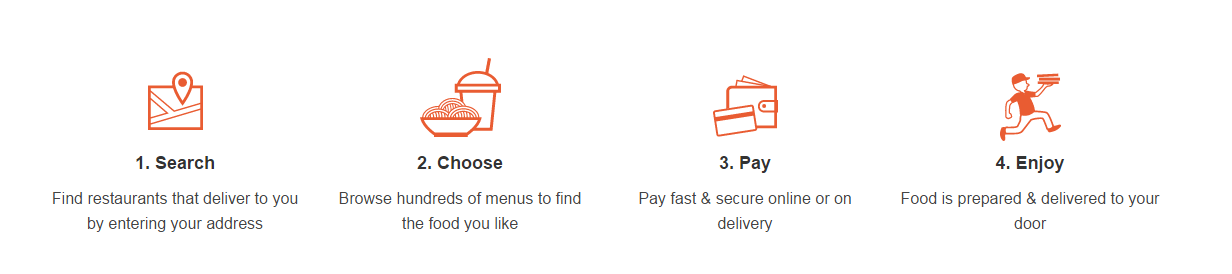 1. Search
Find restaurants that deliver to you
by entering your address
2. Choose
Browse hundreds of menus to find
the food you like
3. Pay
Pay fast & secure online or on
delivery
4. Enjoy
Food is prepared & delivered to your
door